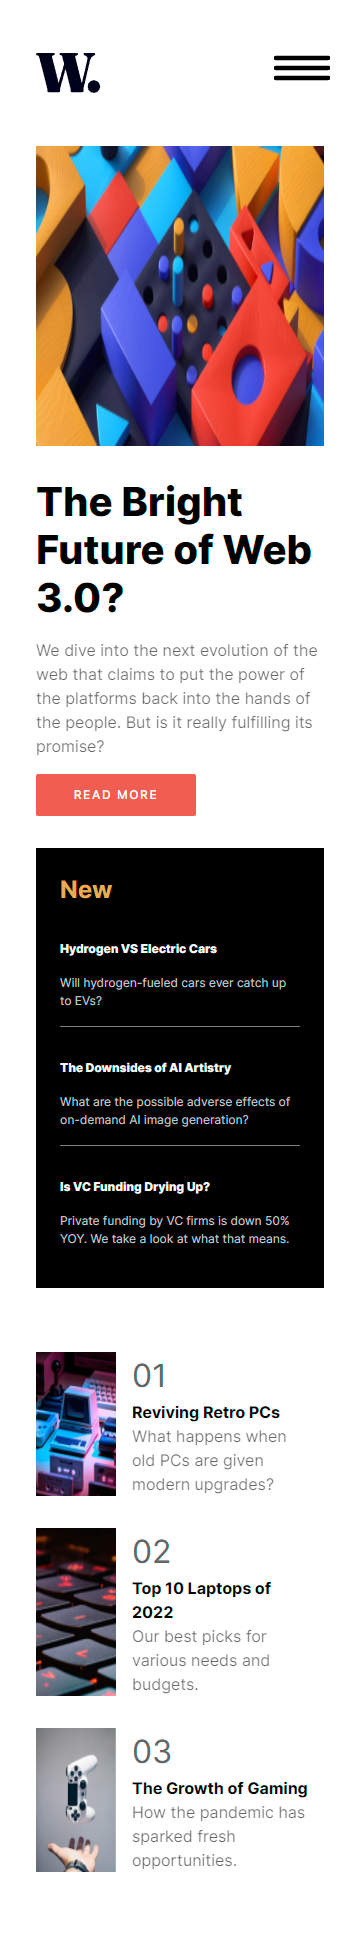 W.
The Bright
Future of Web
3.0?
We dive into the next evolution of the
web that claims to put the power of
the platforms back into the hands of
the people. But is it really fulfilling its
promise?
READ MORE
New
Hydrogen VS Electric Cars
Will hydrogen-fueled cars ever catch up
to EVs?
The Downsides of AI Artistry
What are the possible adverse effects of
on-demand AI image generation?
Is VC Funding Drying Up?
Private funding by VC firms is down 50%
YOY. We take a look at what that means.
01
Reviving Retro PCs
What happens when
old PCs are given
modern upgrades?
02
Top 10 Laptops of
2022
Our best picks for
various needs and
budgets.
03
The Growth of Gaming
How the pandemic has
sparked fresh
opportunities.